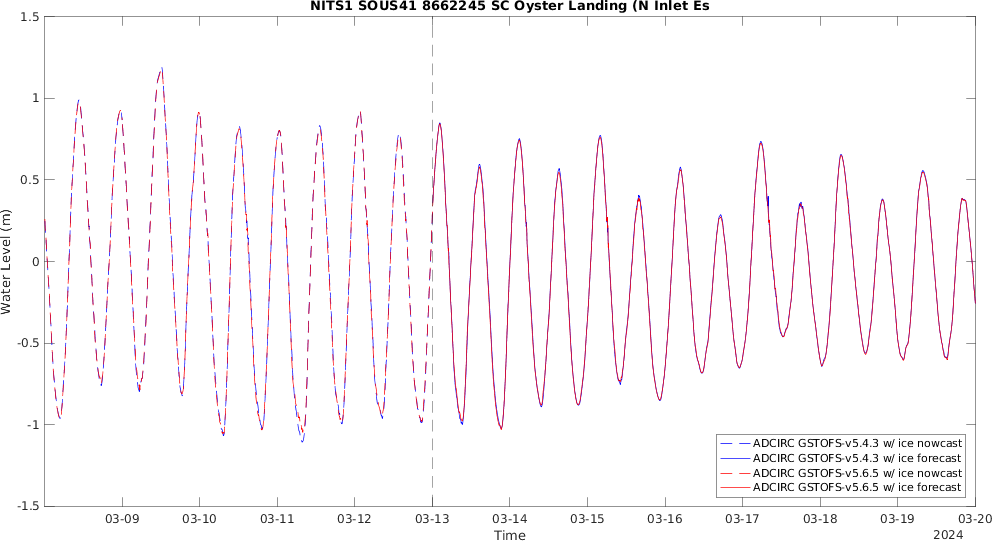 NITS1 SOUS41 8662245 SC Oyster Landing (N Inlet Es
Water Level (m)
1.5
1
0.5
0
-0.5
-1
-1.5
03-09 03-10 03-11 03-12 03-13 03-14 03-15 03-16 03-17 03-18 03-19 03-20
Time
2024
ADCIRC GSTOFS-v5.4.3 w/ ice nowcast
ADCIRC GSTOFS-v5.4.3 w/ ice forecast
ADCIRC GSTOFS-v5.6.5 w/ ice nowcast
ADCIRC GSTOFS-v5.6.5 w/ ice forecast